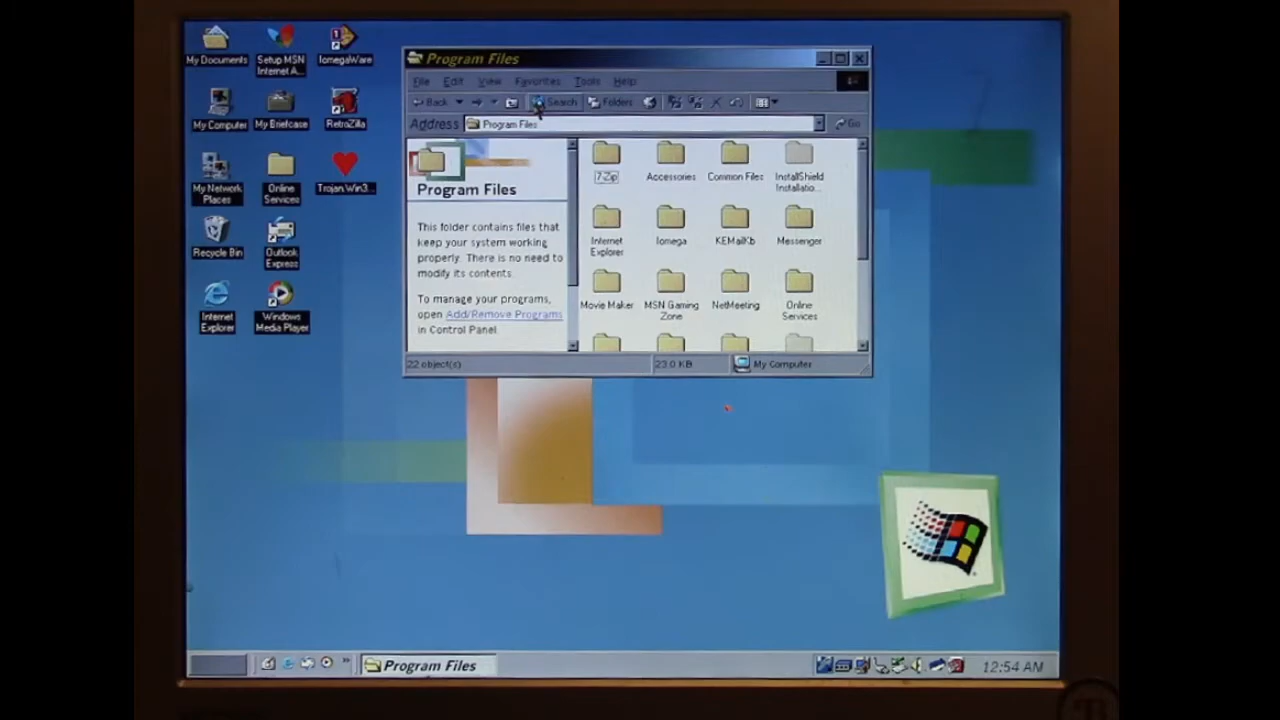 My Documents
Setup MSN
Internet A...
IomegaWare
My Computer
My Briefcase
RetroZilla
My Network
Places
Online
Services
Trojan.Win3...
Recycle Bin
Outlook
Express
Internet
Explorer
Windows
Media Player
Program Files
File Edit View Favorites Tools Help
Back Search Folders
Address Program Files Go
Program Files
This folder contains files that
keep your system working
properly. There is no need to
modify its contents.
To manage your programs,
open Add/Remove Programs
in Control Panel.
7-Zip
Accessories
Common Files
InstallShield
Installatio...
Internet
Explorer
Iomega
KEMailKb
Messenger
Movie Maker
MSN Gaming
Zone
NetMeeting
Online
Services
22 object(s) 23.0 KB My Computer
Program Files 12:54 AM